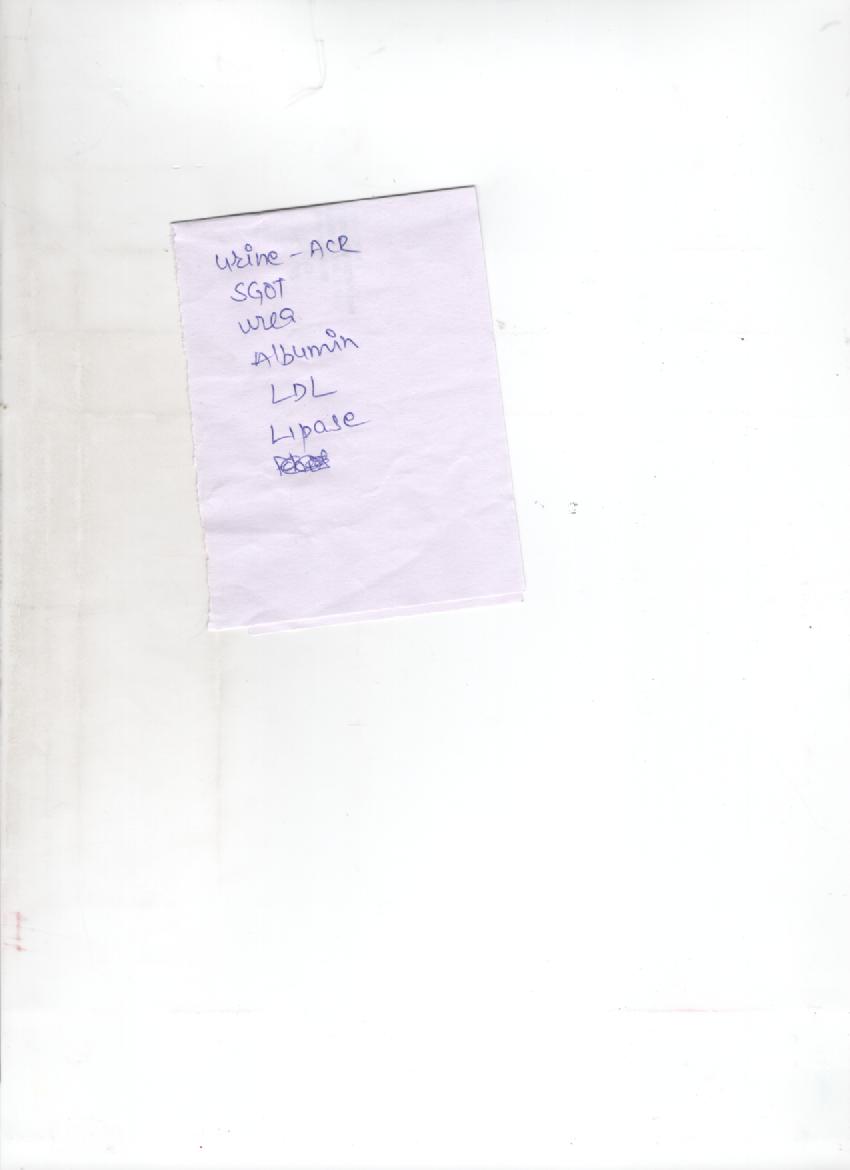 Urine - ACR
SGOT
Urea
Albumin
LDL
Lipase